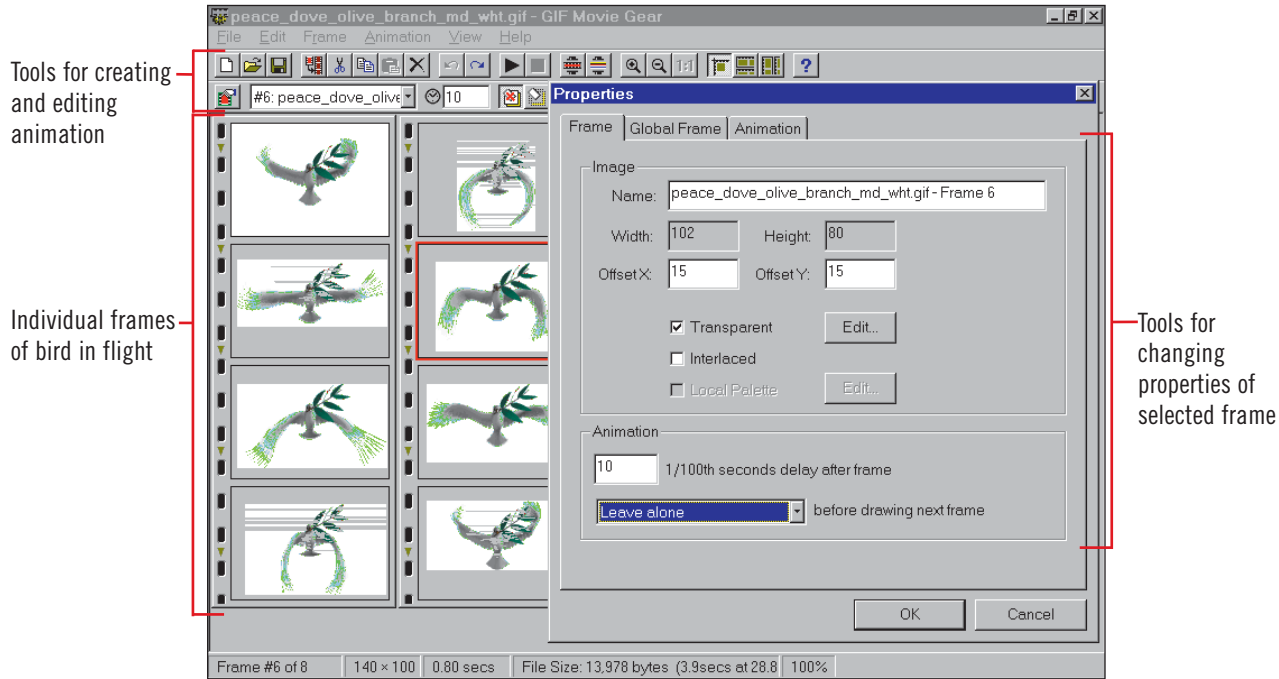 peace_dove_olive_branch_md_wht.gif - GIF Movie Gear
File Edit Frame Animation View Help
1:1
?
Tools for creating
and editing
animation
#6: peace_dove_olive
10
Properties
Frame Global Frame Animation
Image
Name: peace_dove_olive_branch_md_wht.gif - Frame 6
Width: 102 Height: 80
Offset X: 15 Offset Y: 15
Transparent Edit...
Interlaced
Local Palette Edit...
Animation
10 1/100th seconds delay after frame
Leave alone before drawing next frame
OK Cancel
Individual frames
of bird in flight
Tools for
changing
properties of
selected frame
Frame #6 of 8 140 × 100 0.80 secs File Size: 13,978 bytes (3.9secs at 28.8 100%